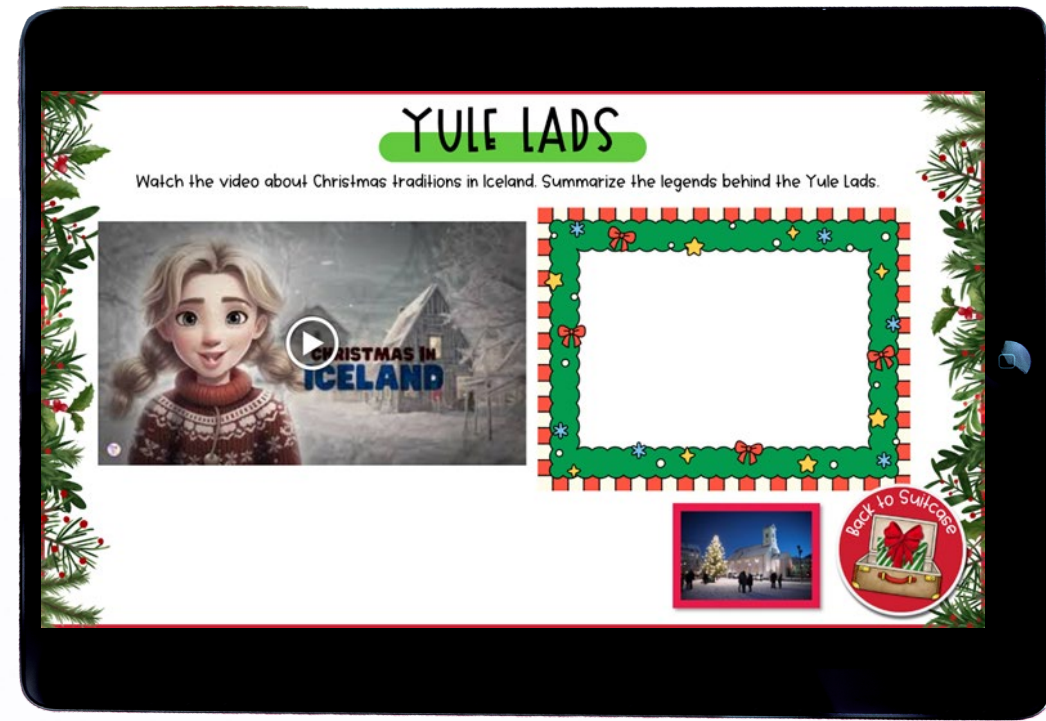 YULE LADS
Watch the video about Christmas traditions in Iceland. Summarize the legends behind the Yule Lads.
CHRISTMAS IN
ICELAND
Back to Suitcase